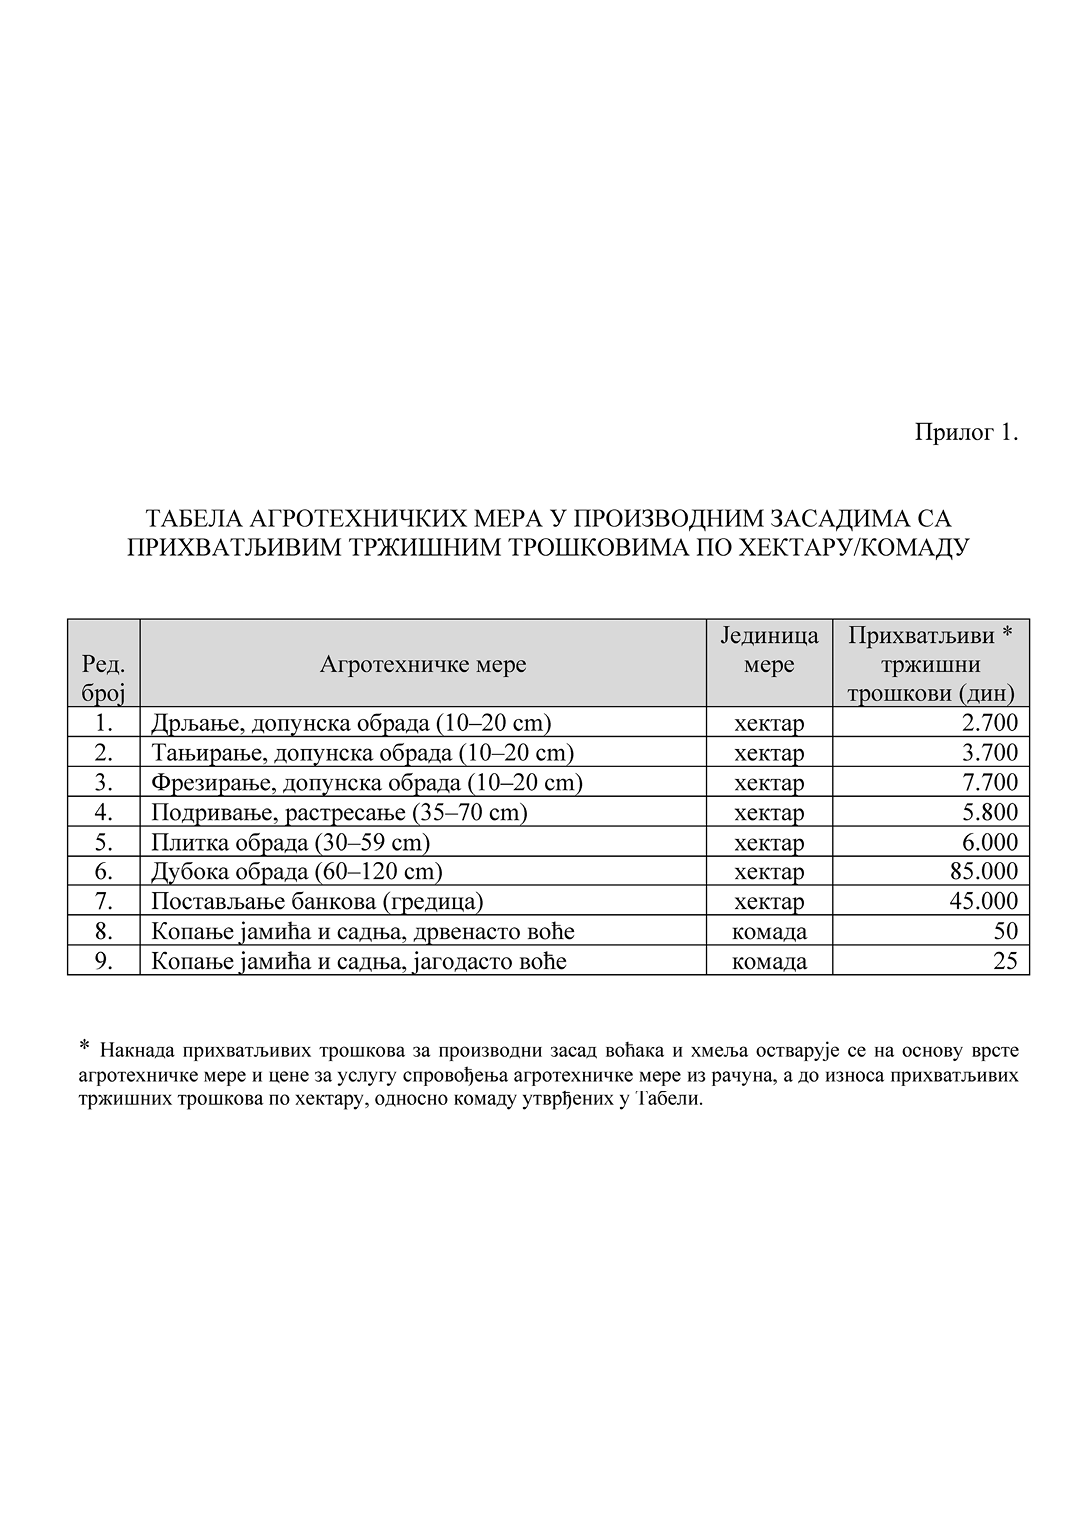 Прилог 1.
ТАБЕЛА АГРОТЕХНИЧКИХ МЕРА У ПРОИЗВОДНИМ ЗАСАДИМА СА
ПРИХВАТЉИВИМ ТРЖИШНИМ ТРОШКОВИМА ПО ХЕКТАРУ/КОМАДУ
Ред. број Агротехничке мере Јединица мере Прихватљиви * тржишни трошкови (дин)
1. Дрљање, допунска обрада (10–20 cm) хектар 2.700
2. Тањирање, допунска обрада (10–20 cm) хектар 3.700
3. Фрезирање, допунска обрада (10–20 cm) хектар 7.700
4. Подривање, растресање (35–70 cm) хектар 5.800
5. Плитка обрада (30–59 cm) хектар 6.000
6. Дубока обрада (60–120 cm) хектар 85.000
7. Постављање банкова (гредица) хектар 45.000
8. Копање јамића и садња, дрвенасто воће комада 50
9. Копање јамића и садња, јагодасто воће комада 25
* Накнада прихватљивих трошкова за производни засад воћака и хмеља остварује се на основу врсте
агротехничке мере и цене за услугу спровођења агротехничке мере из рачуна, а до износа прихватљивих
тржишних трошкова по хектару, односно комаду утврђених у Табели.